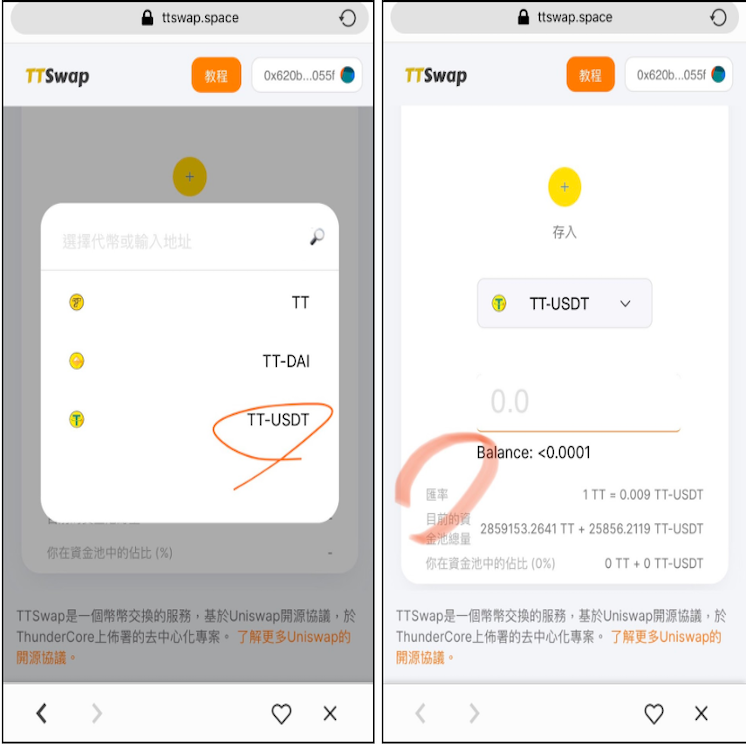 ttswap.space
TTSwap
教程
0x620b...055f
+
選擇代幣或輸入地址
TT
TT-DAI
TT-USDT
-
你在資金池中的佔比 (%)
-
TTSwap是一個幣幣交換的服務，基於Uniswap開源協議，於
ThunderCore上佈署的去中心化專案。 了解更多Uniswap的
開源協議。
ttswap.space
TTSwap
教程
0x620b...055f
+
存入
TT-USDT
0.0
Balance: <0.0001
匯率
1 TT = 0.009 TT-USDT
目前的資
金池總量
2859153.2641 TT + 25856.2119 TT-USDT
你在資金池中的佔比 (0%)
0 TT + 0 TT-USDT
TTSwap是一個幣幣交換的服務，基於Uniswap開源協議，於
ThunderCore上佈署的去中心化專案。 了解更多Uniswap的
開源協議。